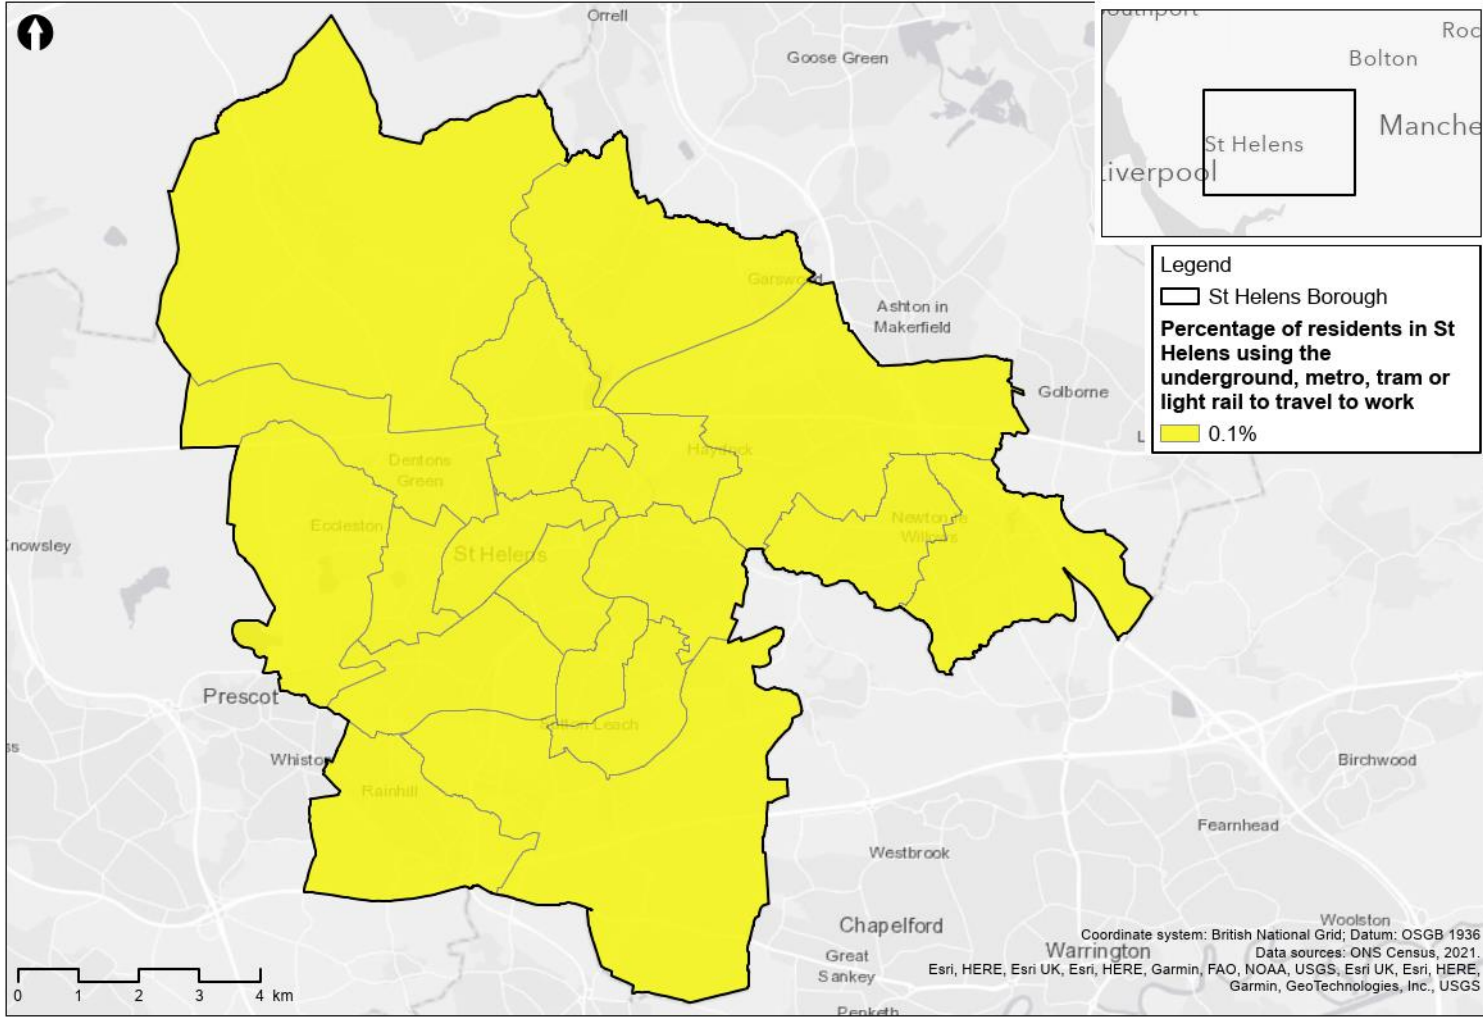 Orrell
Goose Green
Roc
Bolton
Manche
St Helens
Liverpool
Legend
St Helens Borough
Percentage of residents in St
Helens using the
underground, metro, tram or
light rail to travel to work
0.1%
Garswood
Ashton in
Makerfield
Golborne
Haydock
Dentons
Green
Eccleston
St Helens
Newton-le
Willows
Knowsley
Prescot
Sutton Leach
Whiston
Rainhill
Birchwood
Fearnhead
Westbrook
Chapelford
Great
Sankey
Warrington
Woolston
Penketh
0 1 2 3 4 km
Coordinate system: British National Grid; Datum: OSGB 1936
Data sources: ONS Census, 2021.
Esri, HERE, Esri UK, Esri, HERE, Garmin, FAO, NOAA, USGS, Esri UK, Esri, HERE,
Garmin, GeoTechnologies, Inc., USGS